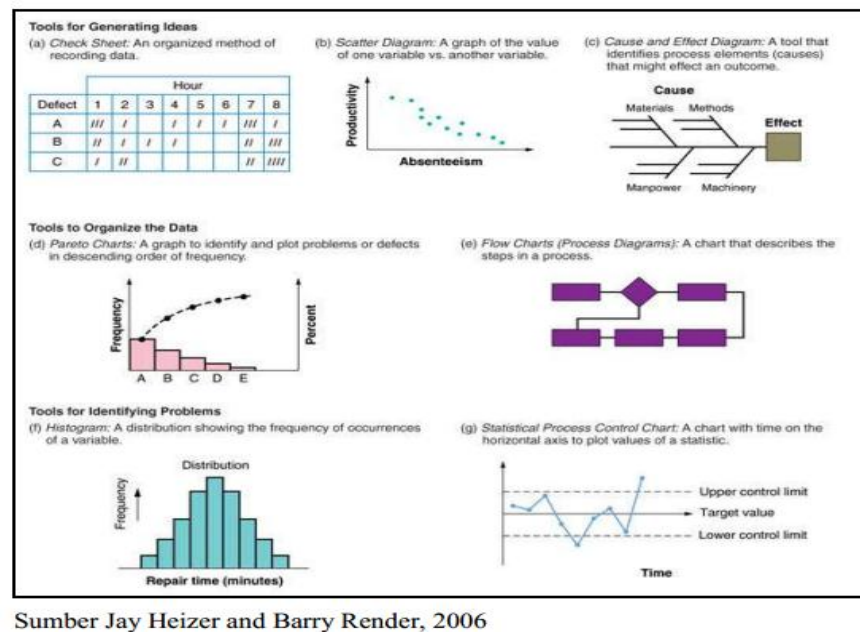 Tools for Generating Ideas
(a) Check Sheet: An organized method of
recording data.
Hour
Defect 1 2 3 4 5 6 7 8
A /// / / / / /// /
B // / / / // ///
C / // // ////
(b) Scatter Diagram: A graph of the value
of one variable vs. another variable.
Productivity
Absenteeism
(c) Cause and Effect Diagram: A tool that
identifies process elements (causes)
that might effect an outcome.
Cause
Materials Methods
Effect
Manpower Machinery
Tools to Organize the Data
(d) Pareto Charts: A graph to identify and plot problems or defects
in descending order of frequency.
Frequency
Percent
A B C D E
(e) Flow Charts (Process Diagrams): A chart that describes the
steps in a process.
Tools for Identifying Problems
(f) Histogram: A distribution showing the frequency of occurrences
of a variable.
Distribution
Frequency
Repair time (minutes)
(g) Statistical Process Control Chart: A chart with time on the
horizontal axis to plot values of a statistic.
Upper control limit
Target value
Lower control limit
Time
Sumber Jay Heizer and Barry Render, 2006